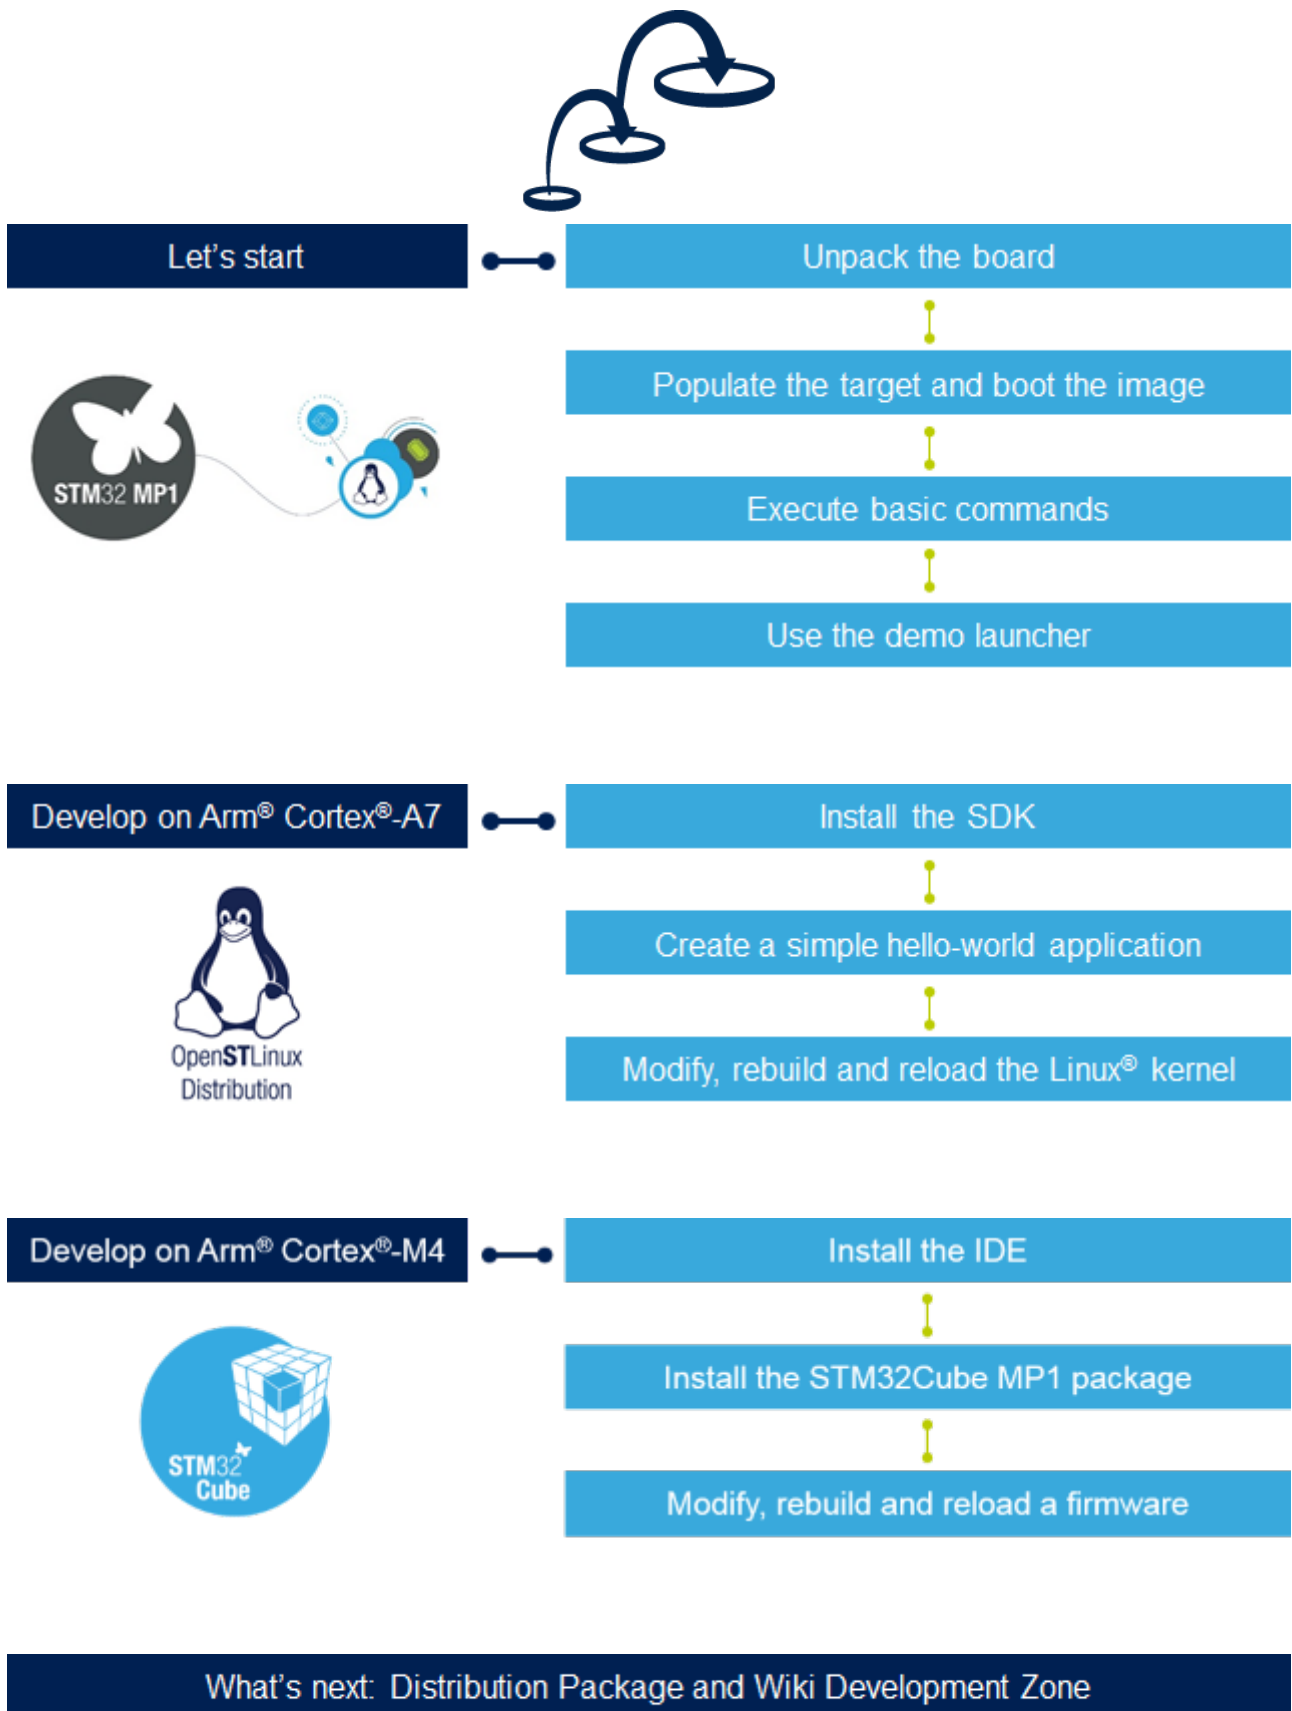 Let's start
Unpack the board
Populate the target and boot the image
STM32 MP1
Execute basic commands
Use the demo launcher
Develop on Arm® Cortex®-A7
Install the SDK
Create a simple hello-world application
OpenSTLinux
Distribution
Modify, rebuild and reload the Linux® kernel
Develop on Arm® Cortex®-M4
Install the IDE
Install the STM32Cube MP1 package
STM32
Cube
Modify, rebuild and reload a firmware
What's next: Distribution Package and Wiki Development Zone